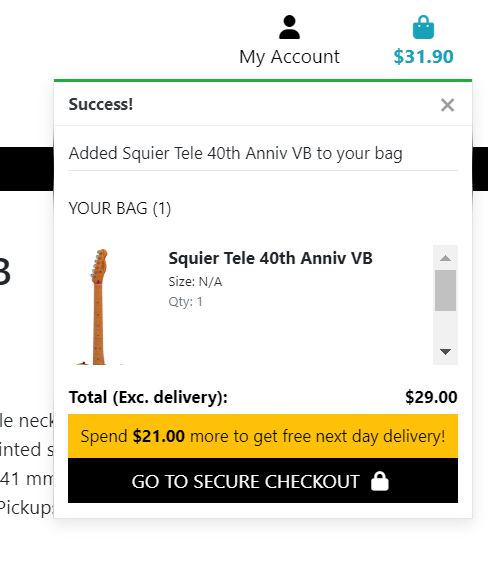 My Account
$31.90
Success!
Added Squier Tele 40th Anniv VB to your bag
YOUR BAG (1)
Squier Tele 40th Anniv VB
Size: N/A
Qty: 1
Total (Exc. delivery): $29.00
Spend $21.00 more to get free next day delivery!
GO TO SECURE CHECKOUT
le neck
41 mm
Pickup